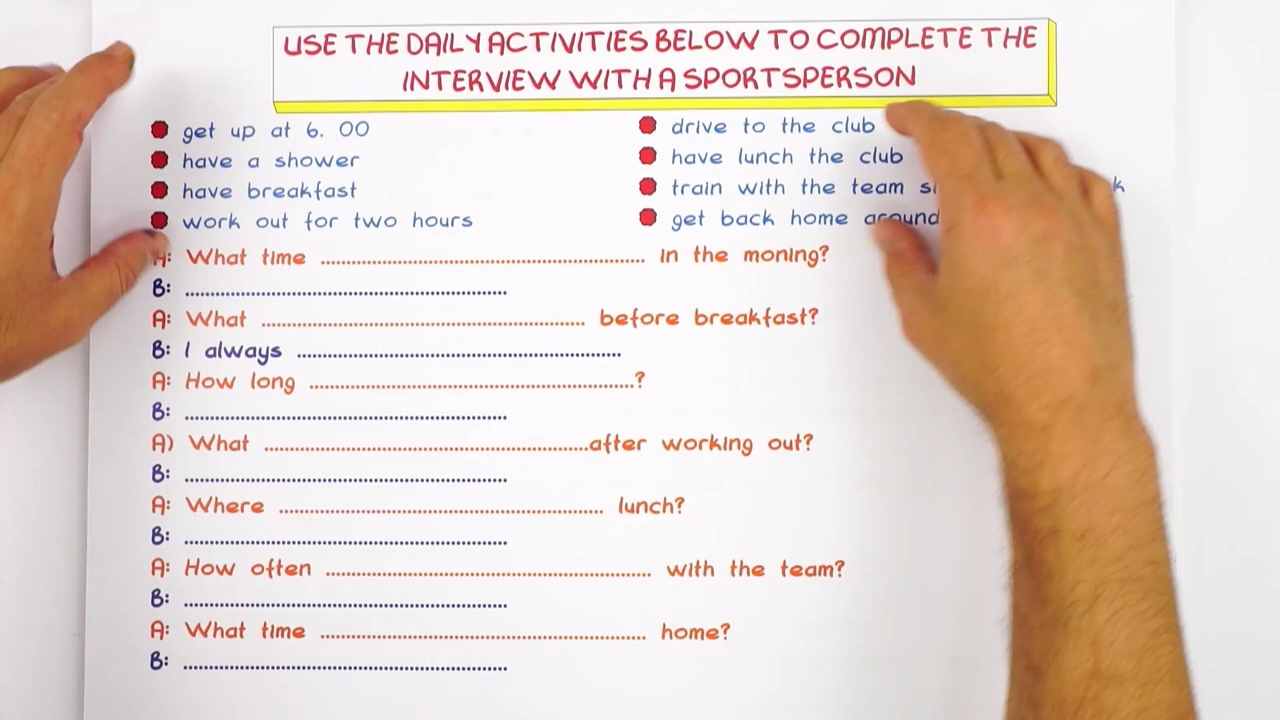 USE THE DAILY ACTIVITIES BELOW TO COMPLETE THE
INTERVIEW WITH A SPORTSPERSON
get up at 6. 00
have a shower
have breakfast
work out for two hours
drive to the club
have lunch the club
train with the team
get back home around
A: What time .......................................................... in the moning?
B: ..........................................................
A: What .......................................................... before breakfast?
B: I always ..........................................................
A: How long ..........................................................?
B: ..........................................................
A) What ..........................................................after working out?
B: ..........................................................
A: Where .......................................................... lunch?
B: ..........................................................
A: How often .......................................................... with the team?
B: ..........................................................
A: What time .......................................................... home?
B: ..........................................................